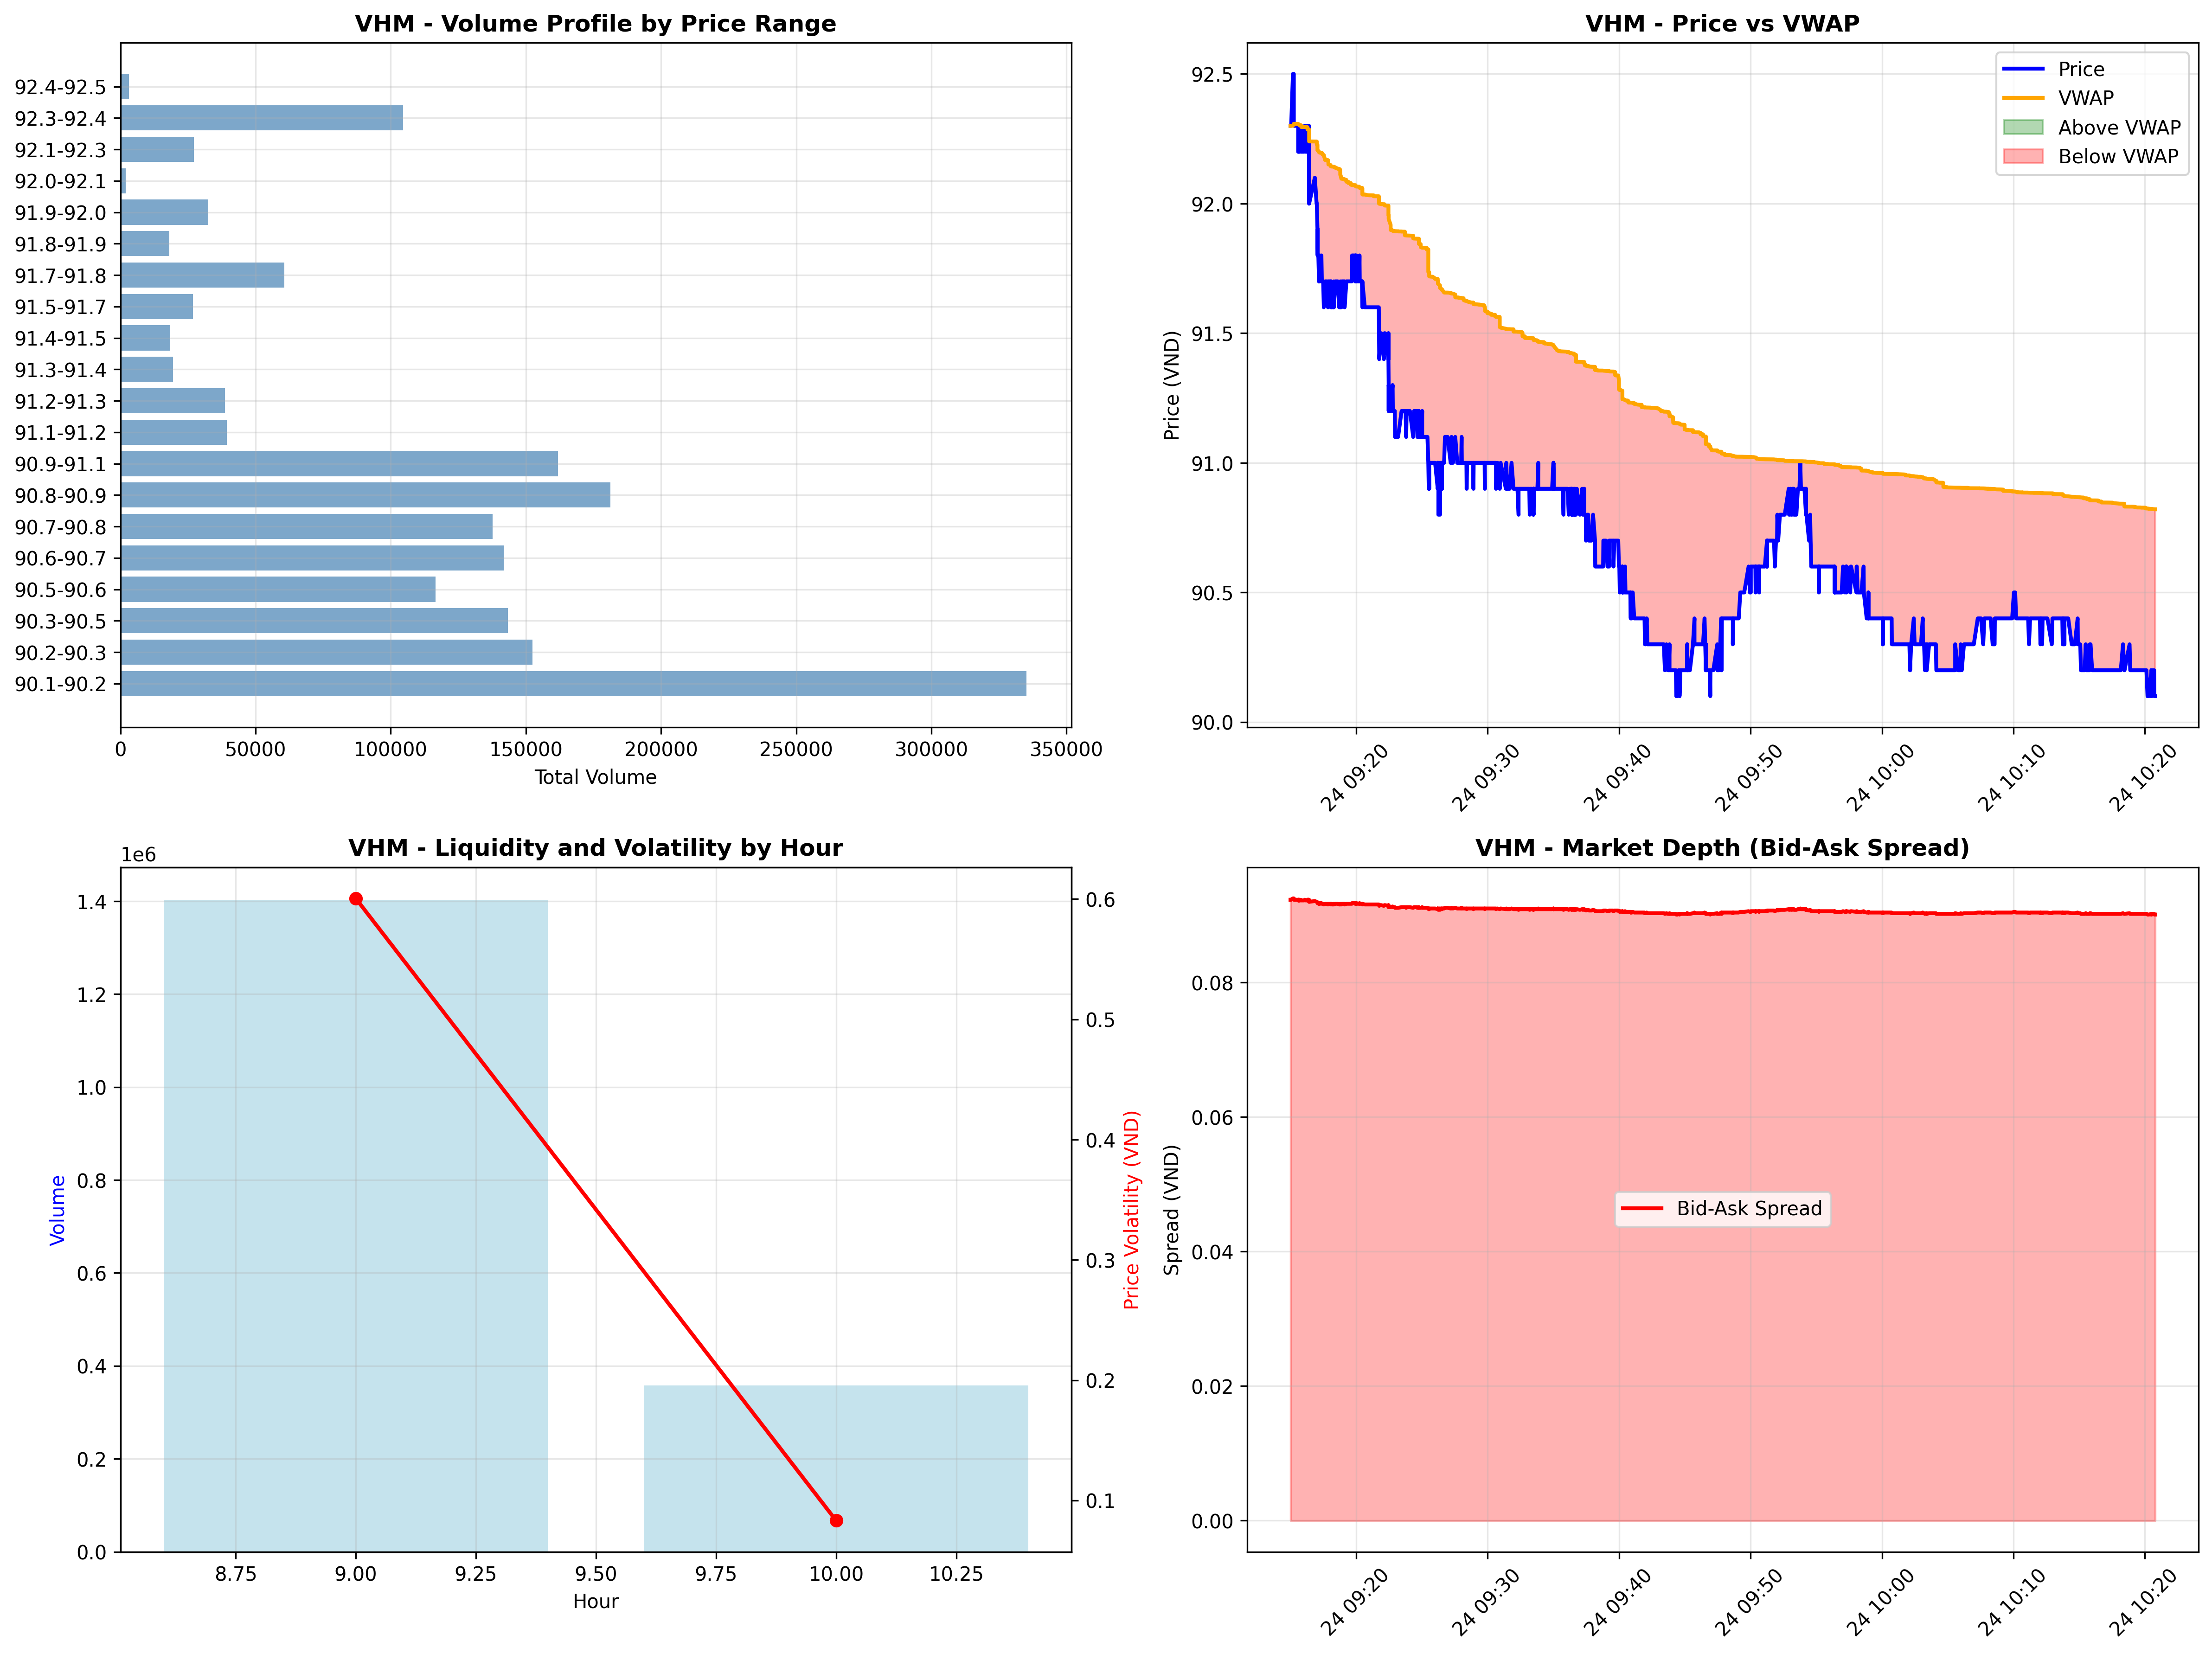 VHM - Volume Profile by Price Range
92.4-92.5
92.3-92.4
92.1-92.3
92.0-92.1
91.9-92.0
91.8-91.9
91.7-91.8
91.5-91.7
91.4-91.5
91.3-91.4
91.2-91.3
91.1-91.2
90.9-91.1
90.8-90.9
90.7-90.8
90.6-90.7
90.5-90.6
90.3-90.5
90.2-90.3
90.1-90.2
0 50000 100000 150000 200000 250000 300000 350000
Total Volume
VHM - Price vs VWAP
Price
VWAP
Above VWAP
Below VWAP
Price (VND)
92.5
92.0
91.5
91.0
90.5
90.0
24 09:20 24 09:30 24 09:40 24 09:50 24 10:00 24 10:10 24 10:20
VHM - Liquidity and Volatility by Hour
1e6
Volume
1.4
1.2
1.0
0.8
0.6
0.4
0.2
0.0
8.75 9.00 9.25 9.50 9.75 10.00 10.25
Hour
0.6
0.5
0.4
0.3
0.2
0.1
Price Volatility (VND)
VHM - Market Depth (Bid-Ask Spread)
Spread (VND)
0.08
0.06
0.04
0.02
0.00
Bid-Ask Spread
24 09:20 24 09:30 24 09:40 24 09:50 24 10:00 24 10:10 24 10:20